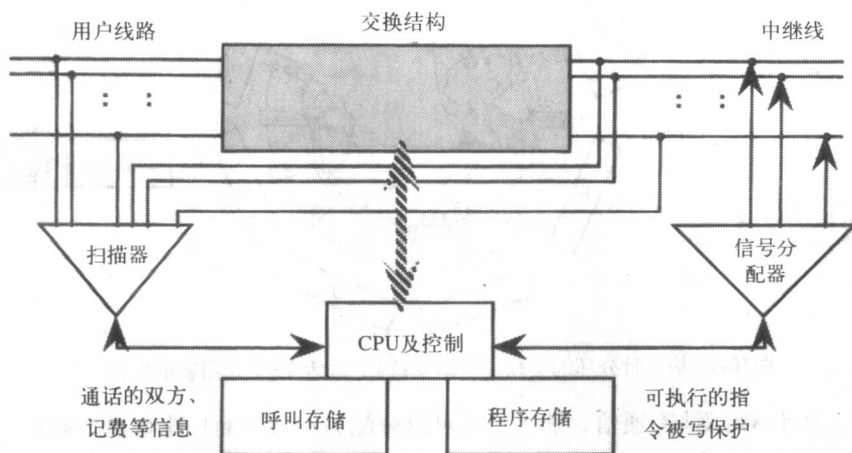 用户线路 交换结构 中继线
扫描器
信号分
配器
CPU及控制
通话的双方、
记费等信息
呼叫存储 程序存储
可执行的指
令被写保护